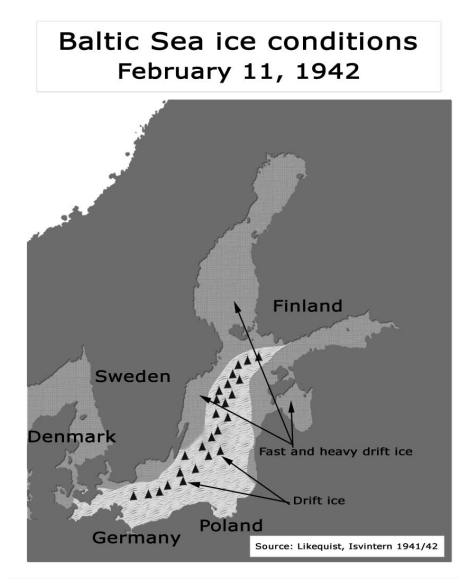 Baltic Sea ice conditions
February 11, 1942
Finland
Sweden
Denmark
Fast and heavy drift ice
Drift ice
Poland
Germany
Source: Likequist, Isvintern 1941/42